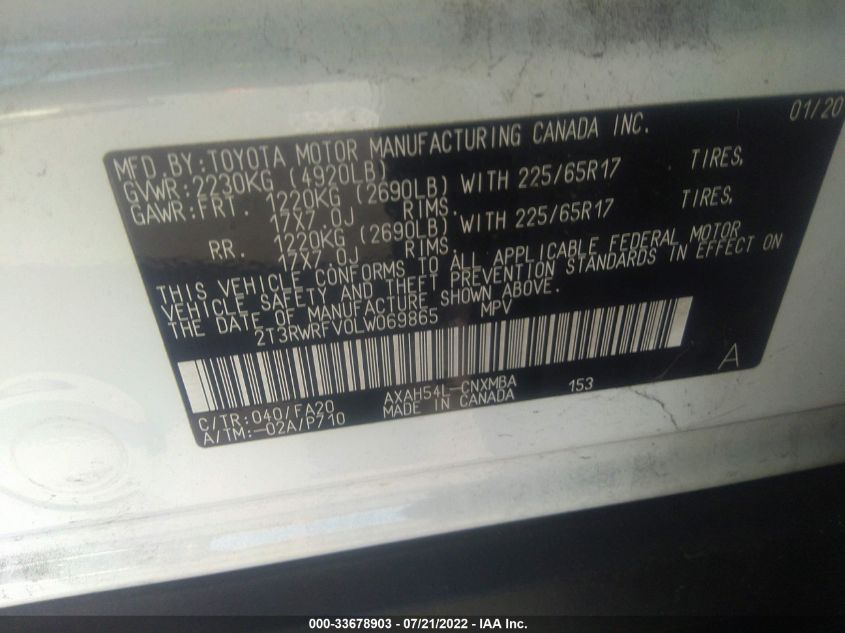 01/20
MFD.BY:TOYOTA MOTOR MANUFACTURING CANADA INC.
GVWR:2230KG (4920LB)
GAWR:FRT. 1220KG (2690LB) WITH 225/65R17 TIRES,
17X7.0J RIMS.
RR. 1220KG (2690LB) WITH 225/65R17 TIRES,
17X7.0J RIMS.
THIS VEHICLE CONFORMS TO ALL APPLICABLE FEDERAL MOTOR
VEHICLE SAFETY AND THEFT PREVENTION STANDARDS IN EFFECT ON
THE DATE OF MANUFACTURE SHOWN ABOVE.
2T3RWRFV0LW069865 MPV
A
C/TR:040/FA20 AXAH54L-CNXMBA 153
A/TM:-02A/P710 MADE IN CANADA
000-33678903 - 07/21/2022 - IAA Inc.